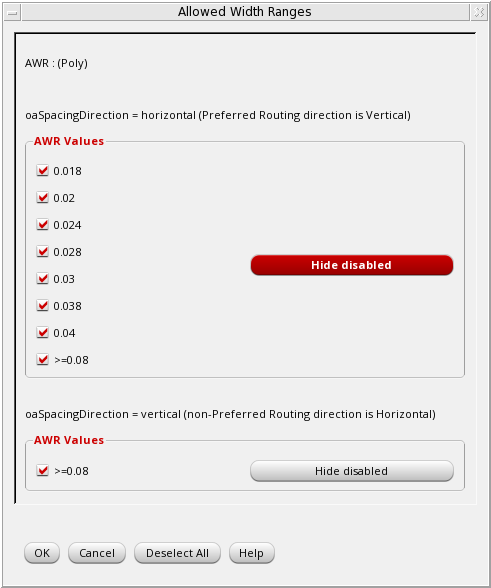 Allowed Width Ranges
AWR : (Poly)
oaSpacingDirection = horizontal (Preferred Routing direction is Vertical)
AWR Values
0.018
0.02
0.024
0.028
Hide disabled
0.03
0.038
0.04
>=0.08
oaSpacingDirection = vertical (non-Preferred Routing direction is Horizontal)
AWR Values
>=0.08 Hide disabled
OK Cancel Deselect All Help